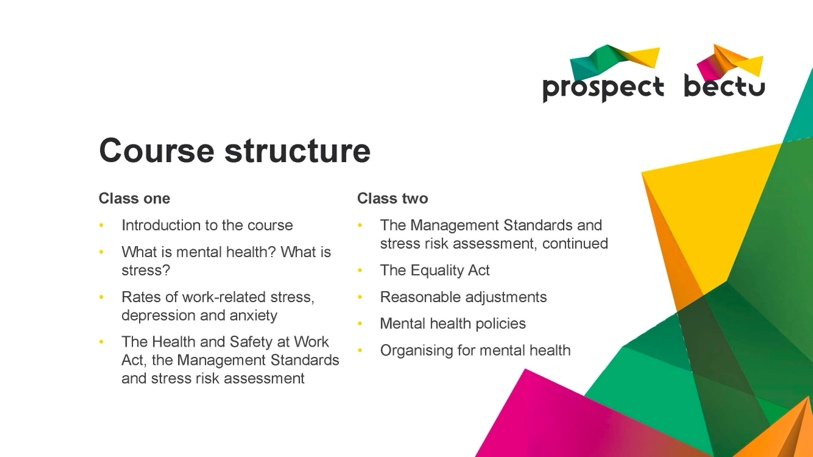 prospect bectu
Course structure
Class one
• Introduction to the course
• What is mental health? What is
stress?
• Rates of work-related stress,
depression and anxiety
• The Health and Safety at Work
Act, the Management Standards
and stress risk assessment
Class two
• The Management Standards and
stress risk assessment, continued
• The Equality Act
• Reasonable adjustments
• Mental health policies
• Organising for mental health